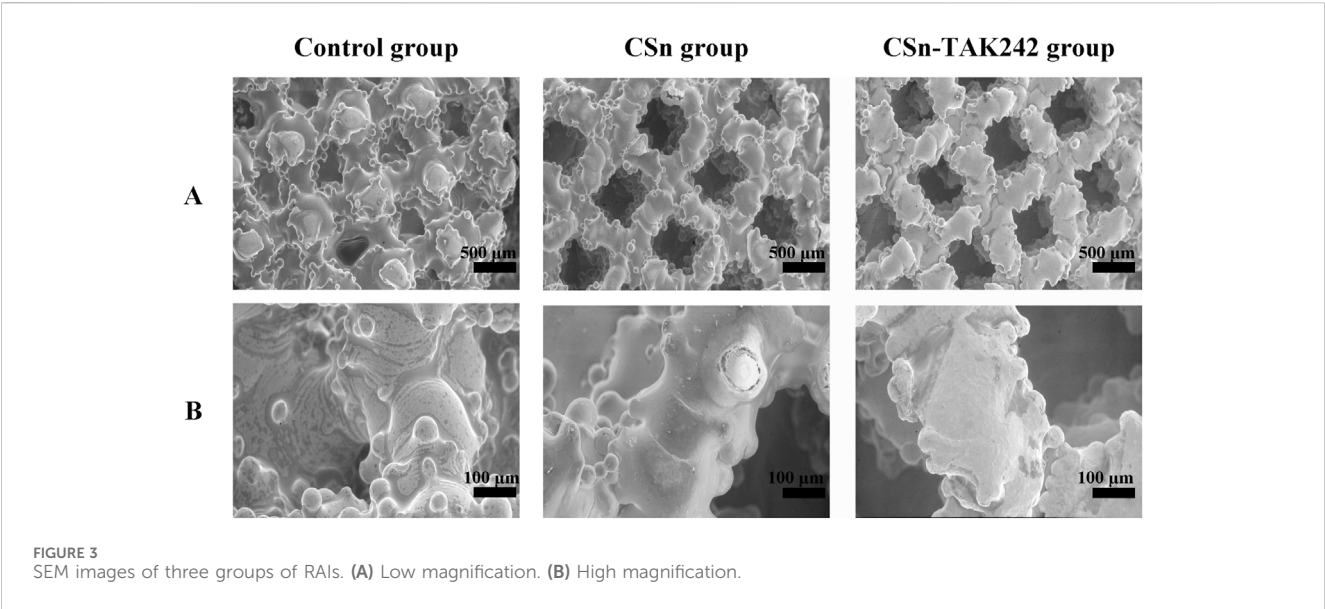 Control group
CSn group
CSn-TAK242 group
A
500 µm
500 µm
500 µm
B
100 µm
100 µm
100 µm
FIGURE 3
SEM images of three groups of RAIs. (A) Low magnification. (B) High magnification.